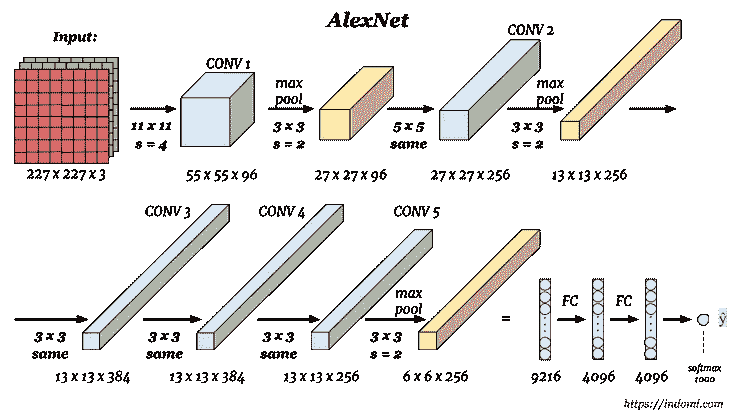 AlexNet
Input:
CONV 1
CONV 2
max
pool
max
pool
11 x 11
s = 4
3 x 3
s = 2
5 x 5
same
3 x 3
s = 2
227 x 227 x 3
55 x 55 x 96
27 x 27 x 96
27 x 27 x 256
13 x 13 x 256
CONV 3
CONV 4
CONV 5
max
pool
FC
FC
=
ŷ
3 x 3
same
3 x 3
same
3 x 3
same
3 x 3
s = 2
13 x 13 x 384
13 x 13 x 384
13 x 13 x 256
6 x 6 x 256
9216
4096
4096
softmax
1000
https://indoml.com